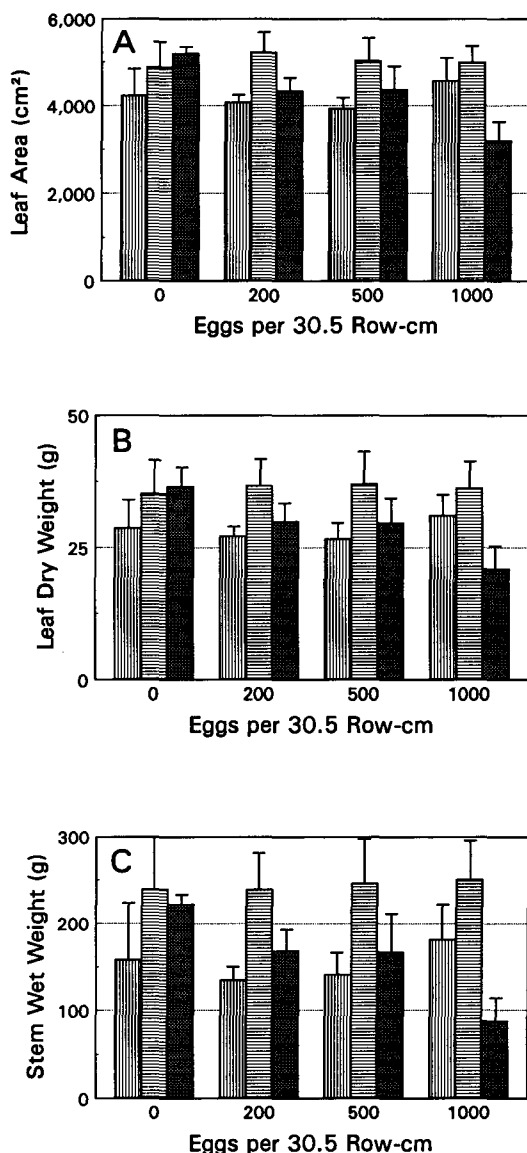 A
6,000
4,000
2,000
0
Leaf Area (cm²)
0 200 500 1000
Eggs per 30.5 Row-cm
B
50
25
0
Leaf Dry Weight (g)
0 200 500 1000
Eggs per 30.5 Row-cm
C
300
200
100
0
Stem Wet Weight (g)
0 200 500 1000
Eggs per 30.5 Row-cm